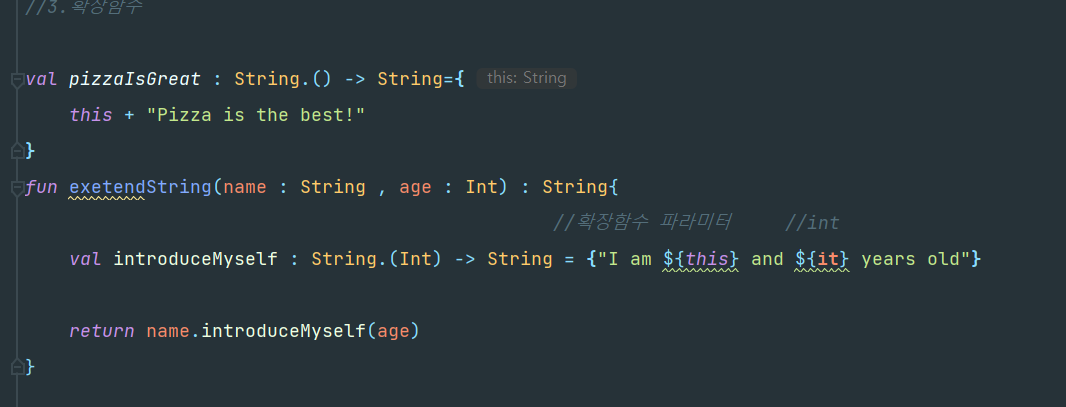 //3.확장함수
val pizzaIsGreat : String.() -> String={ this: String
this + "Pizza is the best!"
}
fun exetendString(name : String , age : Int) : String{
//확장함수 파라미터 //int
val introduceMyself : String.(Int) -> String = {"I am ${this} and ${it} years old"}
return name.introduceMyself(age)
}